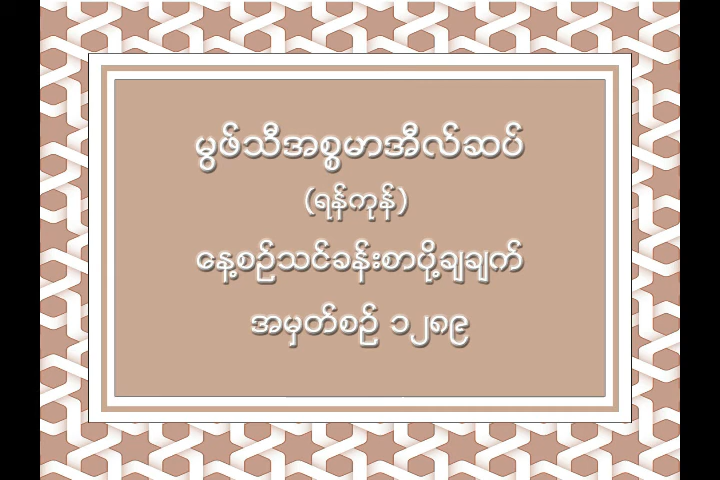 မွဖ်သီအစ္စမာအီလ်ဆပ်
(ရန်ကုန်)
နေ့စဉ်သင်ခန်းစာပို့ချချက်
အမှတ်စဉ် ၁၂၈၉